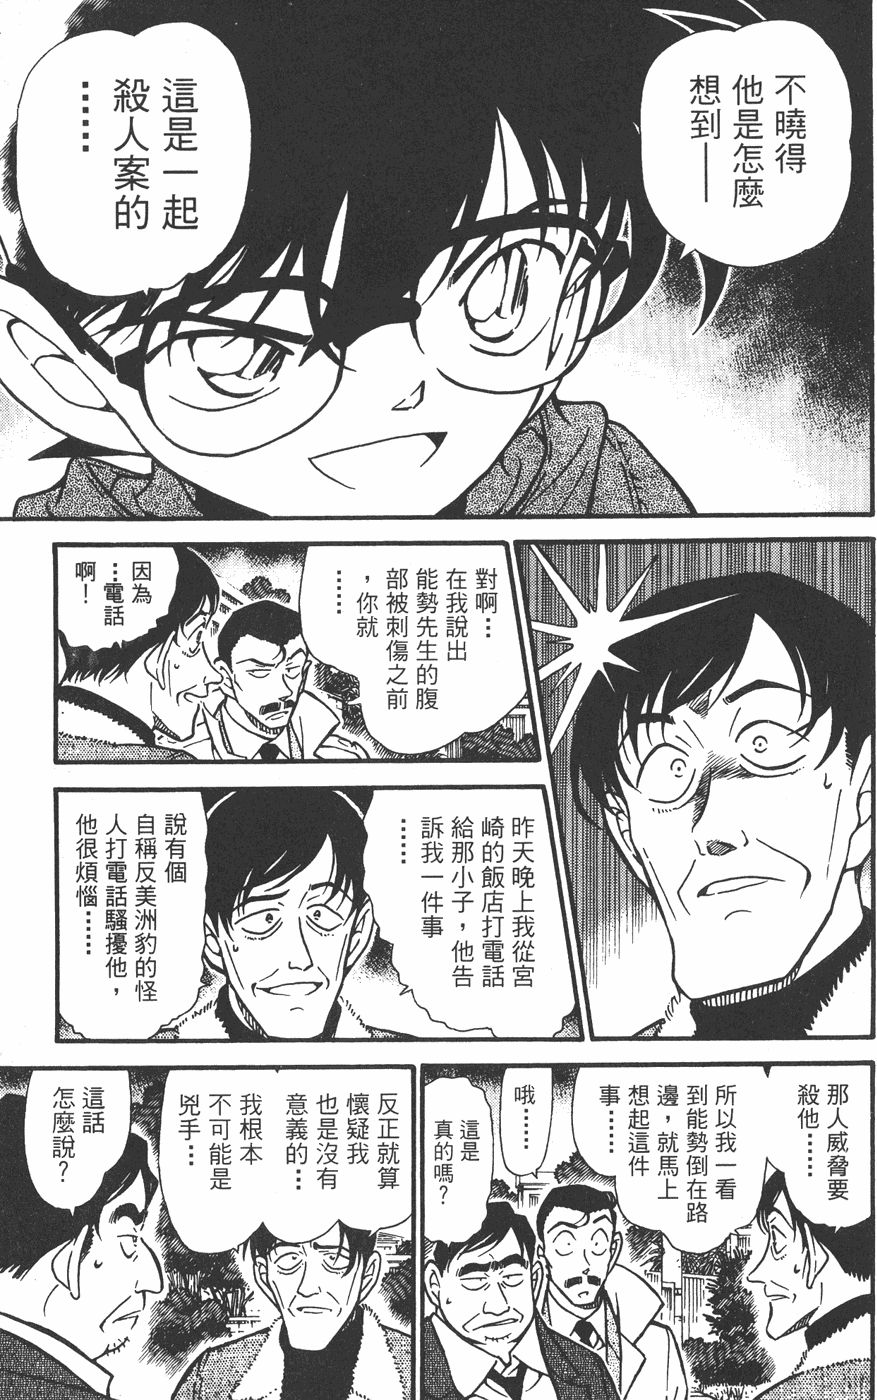 不曉得
他是怎麼
想到——
這是一起
殺人案的
……
對啊…
在我說出
能勢先生的腹
部被刺傷之前
，你就
……
因為
…電話
啊！
昨天晚上我從宮
崎的飯店打電話
給那小子，他告
訴我一件事
……
說有個
自稱反美洲豹的怪
人打電話騷擾他，
他很煩惱……
那人威脅要
殺他……
所以我一看
到能勢倒在路
邊，就馬上
想起這件
事……
哦……
這是
真的嗎？
反正就算
懷疑我
也是沒有
意義的…
我根本
不可能是
兇手…
這話
怎麼說？